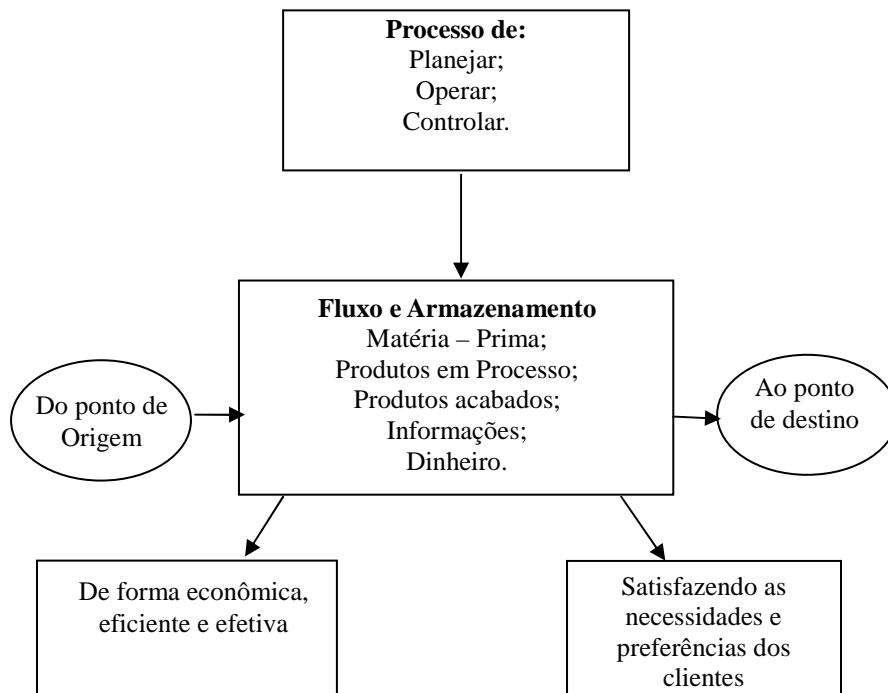 Processo de:
Planejar;
Operar;
Controlar.
Fluxo e Armazenamento
Matéria – Prima;
Produtos em Processo;
Produtos acabados;
Informações;
Dinheiro.
Do ponto de
Origem
Ao ponto
de destino
De forma econômica,
eficiente e efetiva
Satisfazendo as
necessidades e
preferências dos
clientes